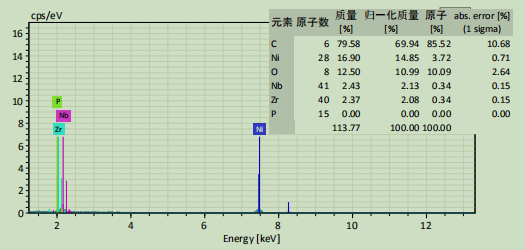 cps/eV
元素 原子数 质量 归一化质量 原子 abs. error [%]
[%] [%] [%] (1 sigma)
C 6 79.58 69.94 85.52 10.68
Ni 28 16.90 14.85 3.72 0.71
O 8 12.50 10.99 10.09 2.64
Nb 41 2.43 2.13 0.34 0.15
Zr 40 2.37 2.08 0.34 0.15
P 15 0.00 0.00 0.00 0.00
113.77 100.00 100.00
16
14
12
10
8
6
4
2
0
P
Nb
Zr
Ni
2 4 6 8 10 12
Energy [keV]